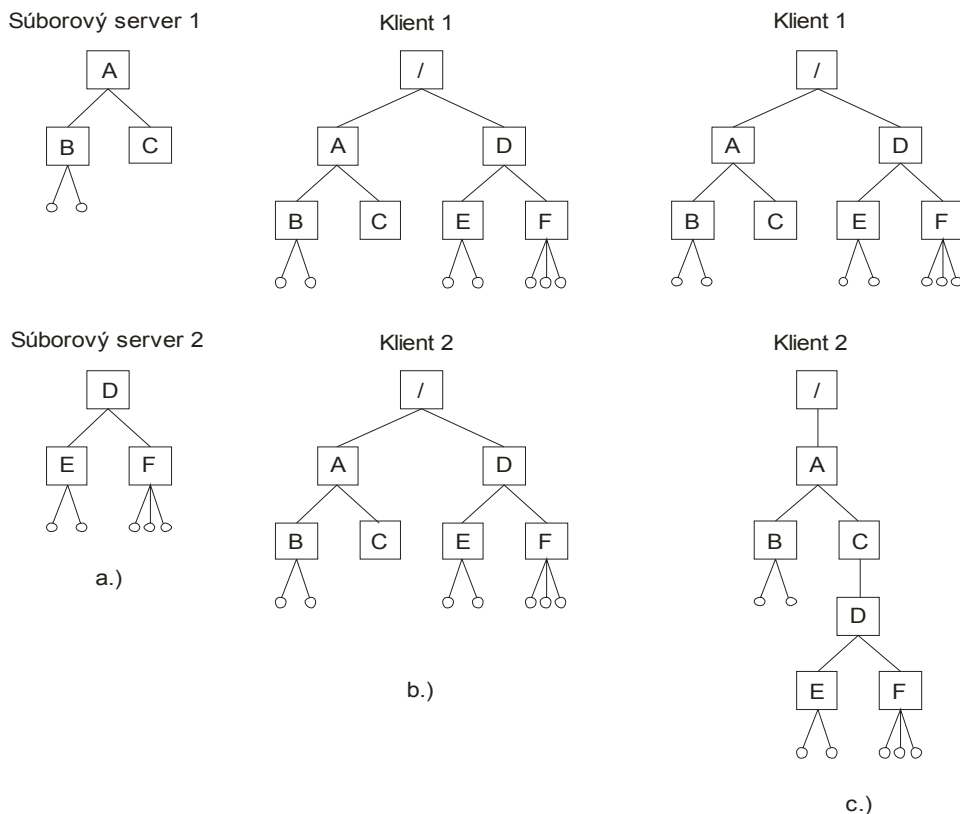 Súborový server 1
A
B C
Klient 1
/
A D
B C E F
Klient 1
/
A D
B C E F
Súborový server 2
D
E F
a.)
Klient 2
/
A D
B C E F
b.)
Klient 2
/
A
B C
D
E F
c.)